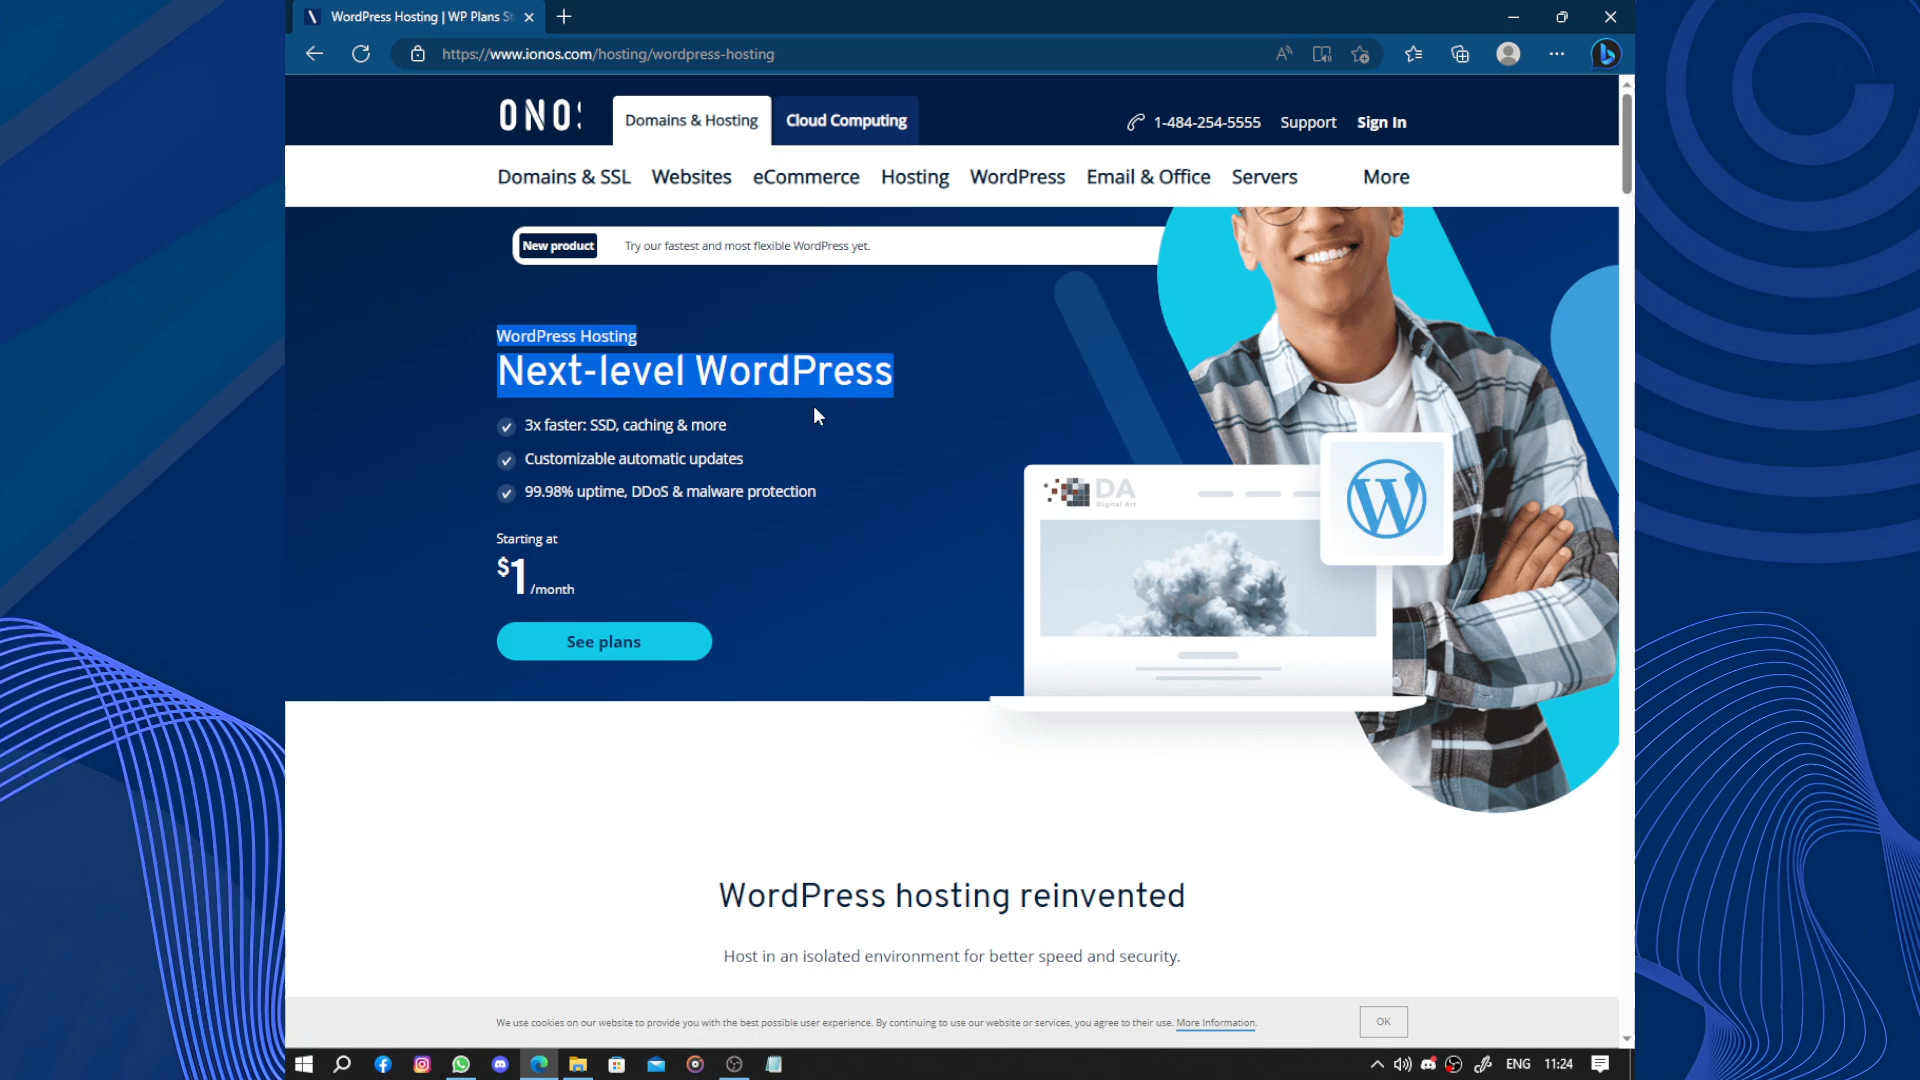 WordPress Hosting | WP Plans St
https://www.ionos.com/hosting/wordpress-hosting
Domains & Hosting
Cloud Computing
1-484-254-5555
Support
Sign In
Domains & SSL
Websites
eCommerce
Hosting
WordPress
Email & Office
Servers
More
New product
Try our fastest and most flexible WordPress yet.
WordPress Hosting
Next-level WordPress
3x faster: SSD, caching & more
Customizable automatic updates
99.98% uptime, DDoS & malware protection
Starting at
$1/month
See plans
DA
Digital Art
WordPress hosting reinvented
Host in an isolated environment for better speed and security.
We use cookies on our website to provide you with the best possible user experience. By continuing to use our website or services, you agree to their use. More Information.
OK
ENG
11:24